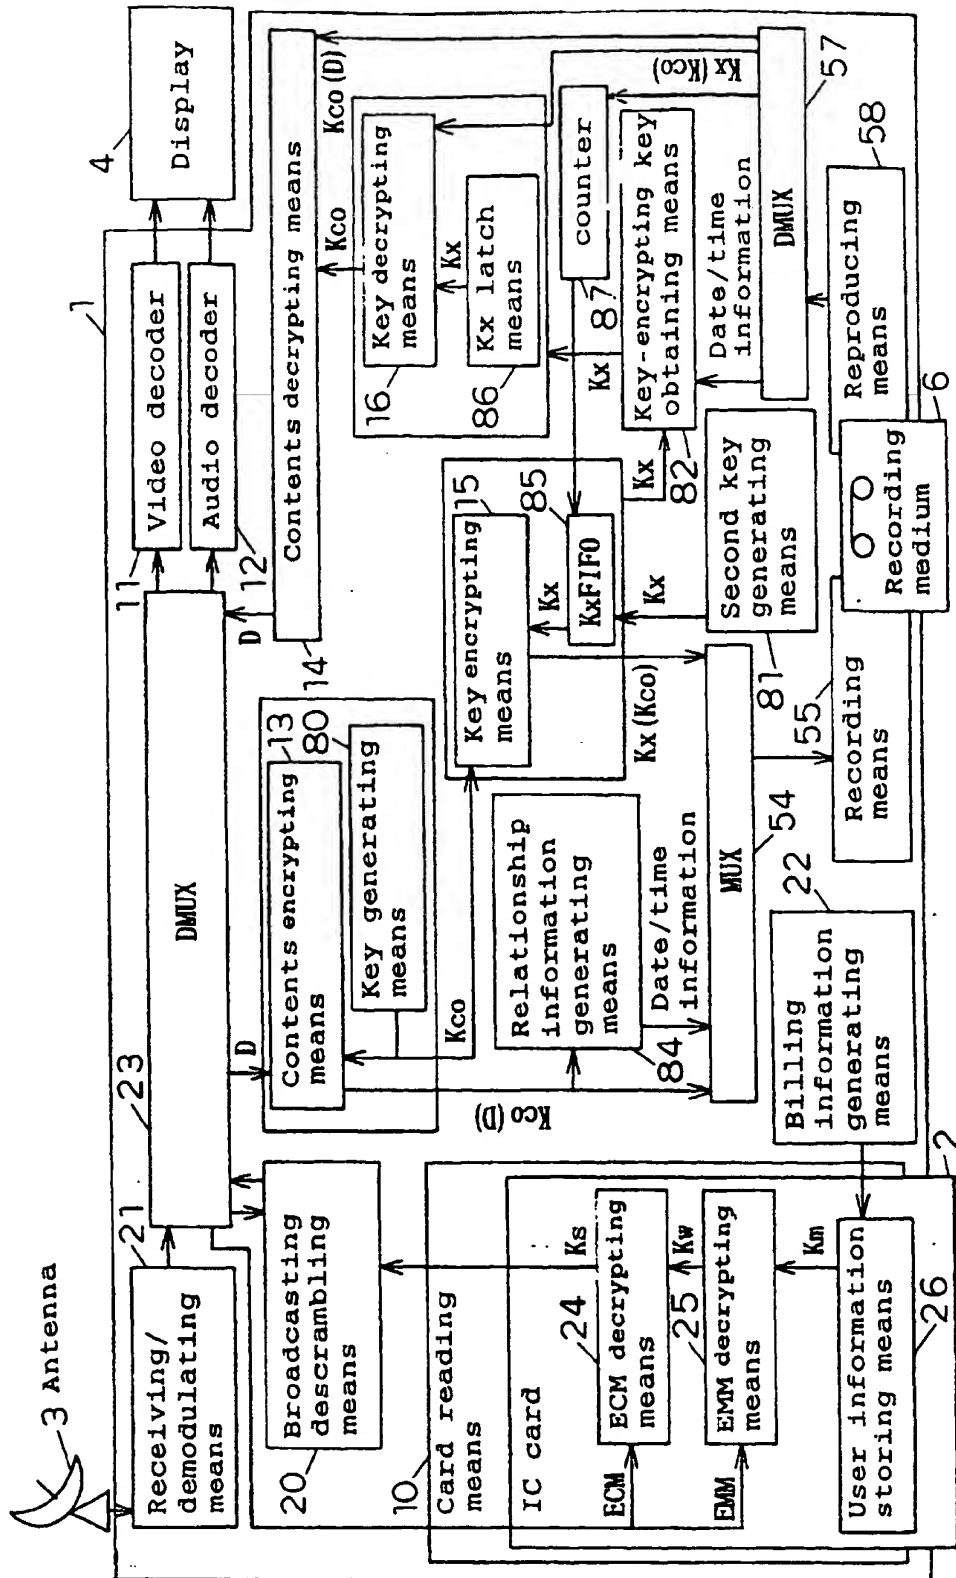 3 Antenna
Receiving/
demodulating
means
21
23
DMUX
11
Video decoder
Audio decoder
12
4
Display
1
20
Broadcasting
descrambling
means
D
Contents encrypting
means
13
Key generating
means
80
Kco
Kco(D)
D
14
Contents decrypting means
Kco(D)
Kco
Key decrypting
means
16
Kx
Kx latch
means
86
10
Card reading
means
IC card
2
Ks
ECM
ECM decrypting
means
24
Kw
EMM
EMM decrypting
means
25
Km
User information
storing means
26
Billing
information
generating
means
22
Relationship
information
generating
means
84
Date/time
information
Key encrypting
means
15
Kx
KxFIFO
85
Kx(Kco)
Kx
Kx
Kx
counter
87
Key-encrypting key
obtaining means
82
Date/time
information
Kx(Kco)
Second key
generating
means
81
MUX
54
DMUX
57
Recording
means
55
Recording
medium
6
Reproducing
means
58